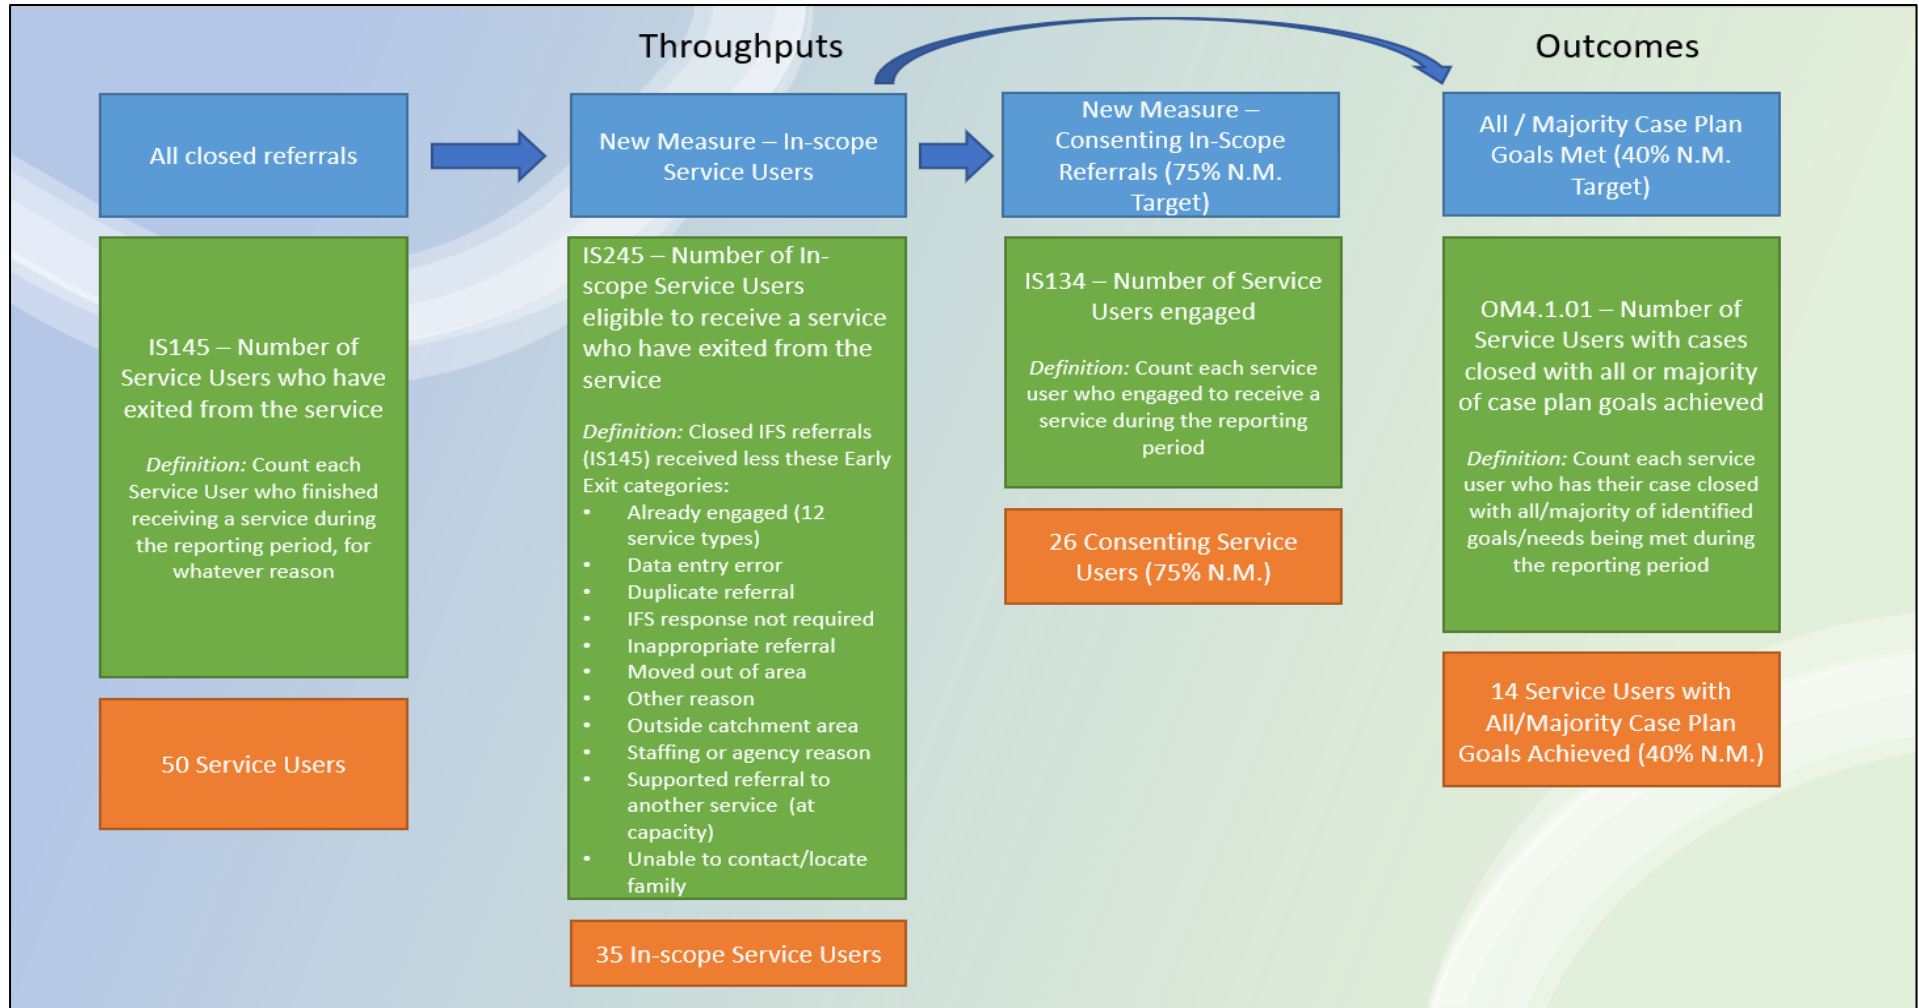 Throughputs
Outcomes
All closed referrals
New Measure – In-scope
Service Users
New Measure –
Consenting In-Scope
Referrals (75% N.M.
Target)
All / Majority Case Plan
Goals Met (40% N.M.
Target)
IS145 – Number of
Service Users who have
exited from the service
Definition: Count each
Service User who finished
receiving a service during
the reporting period, for
whatever reason
50 Service Users
IS245 – Number of In-
scope Service Users
eligible to receive a service
who have exited from the
service
Definition: Closed IFS referrals
(IS145) received less these Early
Exit categories:
• Already engaged (12
service types)
• Data entry error
• Duplicate referral
• IFS response not required
• Inappropriate referral
• Moved out of area
• Other reason
• Outside catchment area
• Staffing or agency reason
• Supported referral to
another service (at
capacity)
• Unable to contact/locate
family
35 In-scope Service Users
IS134 – Number of Service
Users engaged
Definition: Count each service
user who engaged to receive a
service during the reporting
period
26 Consenting Service
Users (75% N.M.)
OM4.1.01 – Number of
Service Users with cases
closed with all or majority
of case plan goals achieved
Definition: Count each service
user who has their case closed
with all/majority of identified
goals/needs being met during
the reporting period
14 Service Users with
All/Majority Case Plan
Goals Achieved (40% N.M.)